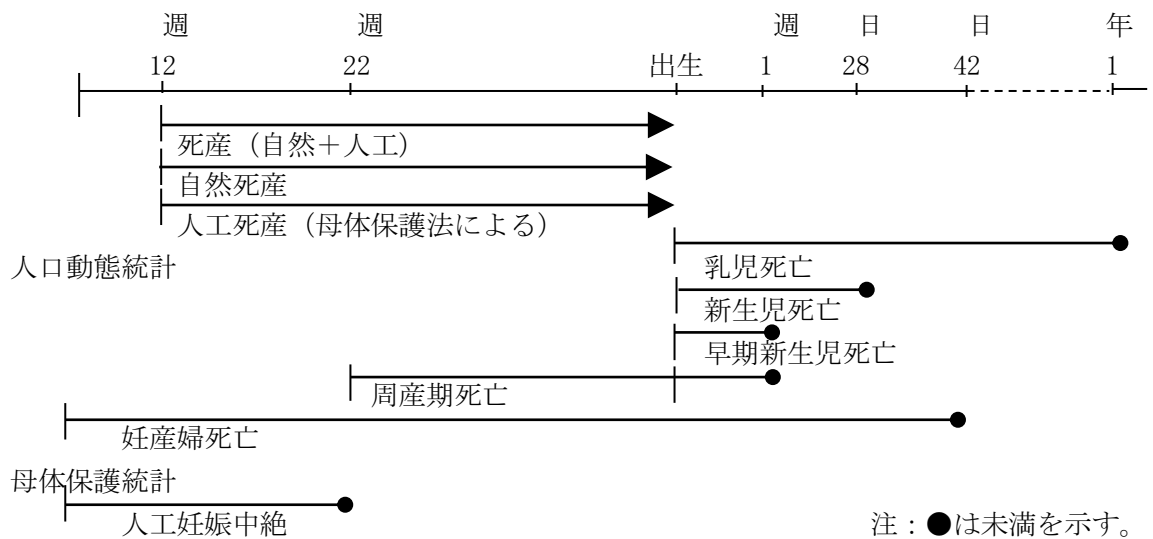 週 週 週 日 日 年
12 22 出生 1 28 42 1
死産（自然＋人工）
自然死産
人工死産（母体保護法による）
人口動態統計
乳児死亡
新生児死亡
早期新生児死亡
周産期死亡
妊産婦死亡
母体保護統計
人工妊娠中絶
注：●は未満を示す。